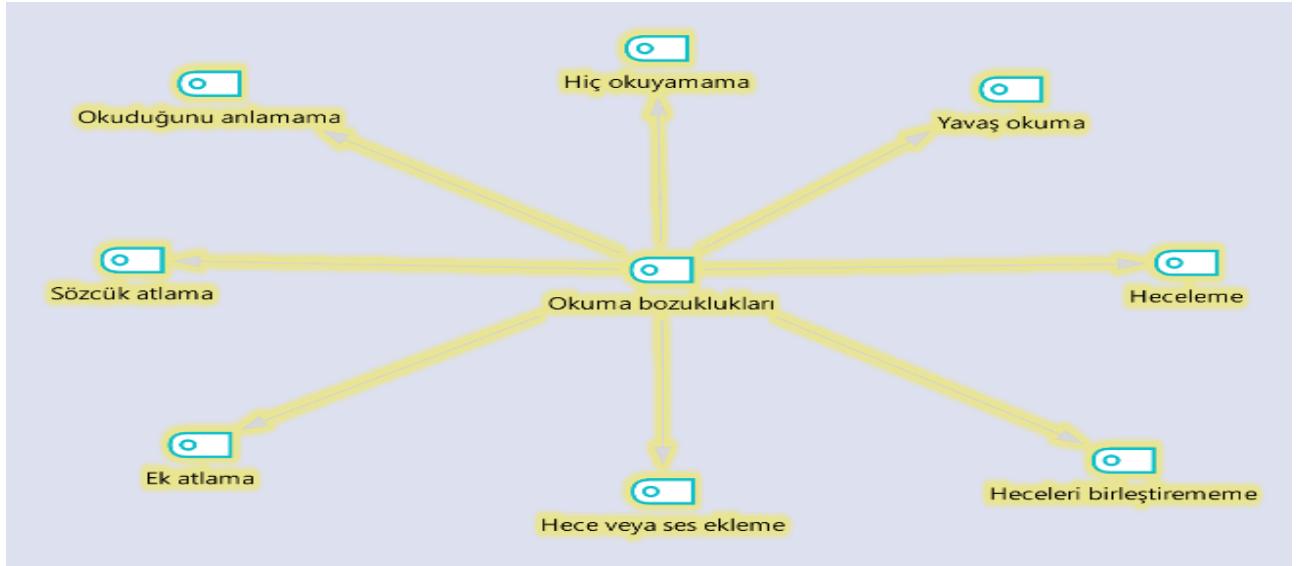 Hiç okuyamama
Okuduğunu anlamama
Yavaş okuma
Sözcük atlama
Okuma bozuklukları
Heceleme
Ek atlama
Hece veya ses ekleme
Heceleri birleştirememe